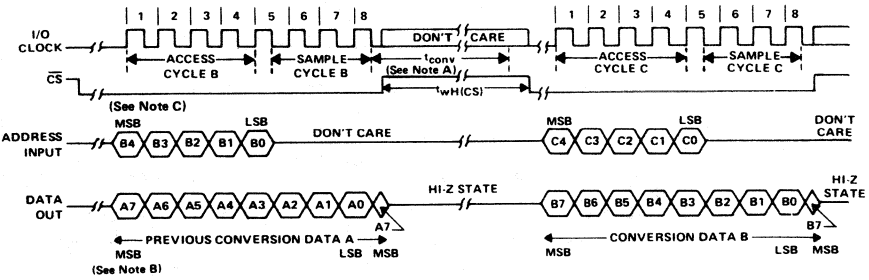 1 2 3 4 5 6 7 8 1 2 3 4 5 6 7 8
I/O CLOCK
DON'T CARE
ACCESS CYCLE B
SAMPLE CYCLE B
tconv
(See Note A)
ACCESS CYCLE C
SAMPLE CYCLE C
CS
twH(CS)
(See Note C)
MSB LSB MSB LSB
ADDRESS INPUT
B4 B3 B2 B1 B0 DON'T CARE C4 C3 C2 C1 C0 DON'T CARE
DATA OUT
A7 A6 A5 A4 A3 A2 A1 A0 HI-Z STATE B7 B6 B5 B4 B3 B2 B1 B0 HI-Z STATE
A7 B7
PREVIOUS CONVERSION DATA A CONVERSION DATA B
MSB LSB MSB MSB LSB MSB
(See Note B)